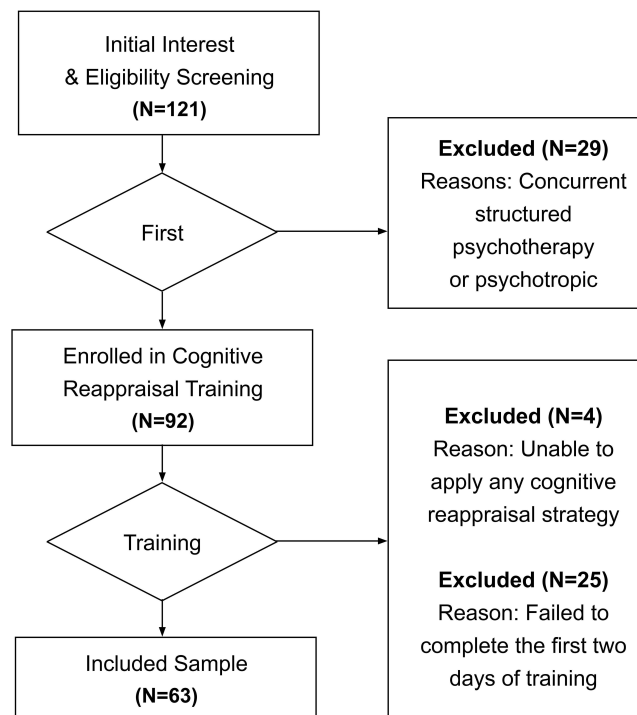 Initial Interest
& Eligibility Screening
(N=121)
Excluded (N=29)
Reasons: Concurrent
structured
psychotherapy
or psychotropic
First
Enrolled in Cognitive
Reappraisal Training
(N=92)
Excluded (N=4)
Reason: Unable to
apply any cognitive
reappraisal strategy
Training
Excluded (N=25)
Reason: Failed to
complete the first two
days of training
Included Sample
(N=63)